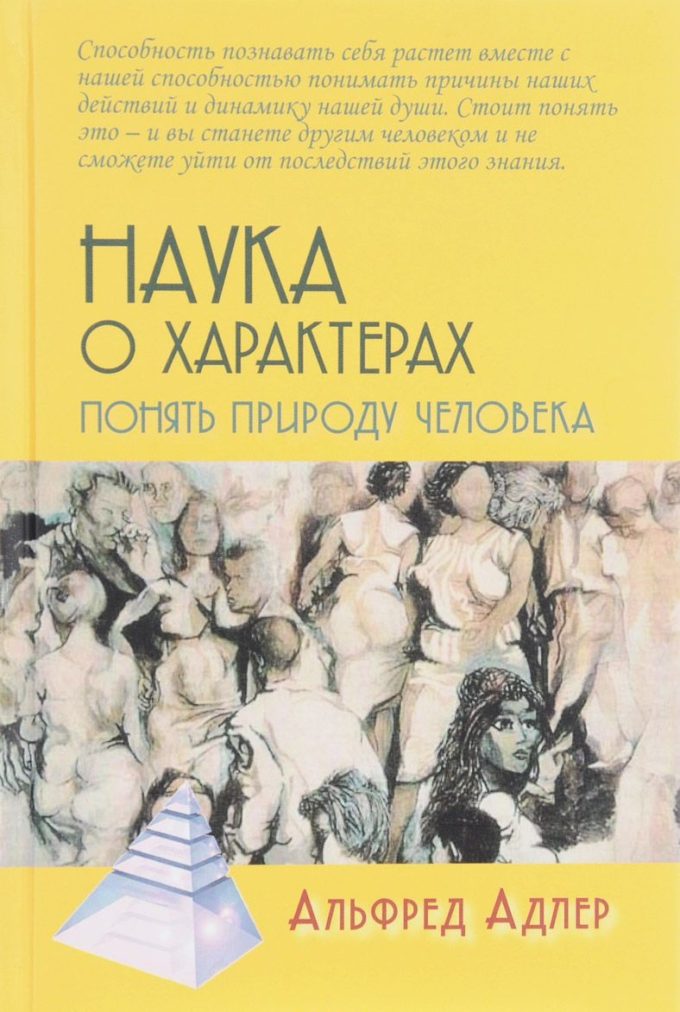 Способность познавать себя растет вместе с
нашей способностью понимать причины наших
действий и динамику нашей души. Стоит понять
это – и вы станете другим человеком и не
сможете уйти от последствий этого знания.
НАУКА
О ХАРАКТЕРАХ
ПОНЯТЬ ПРИРОДУ ЧЕЛОВЕКА
АЛЬФРЕД АДЛЕР